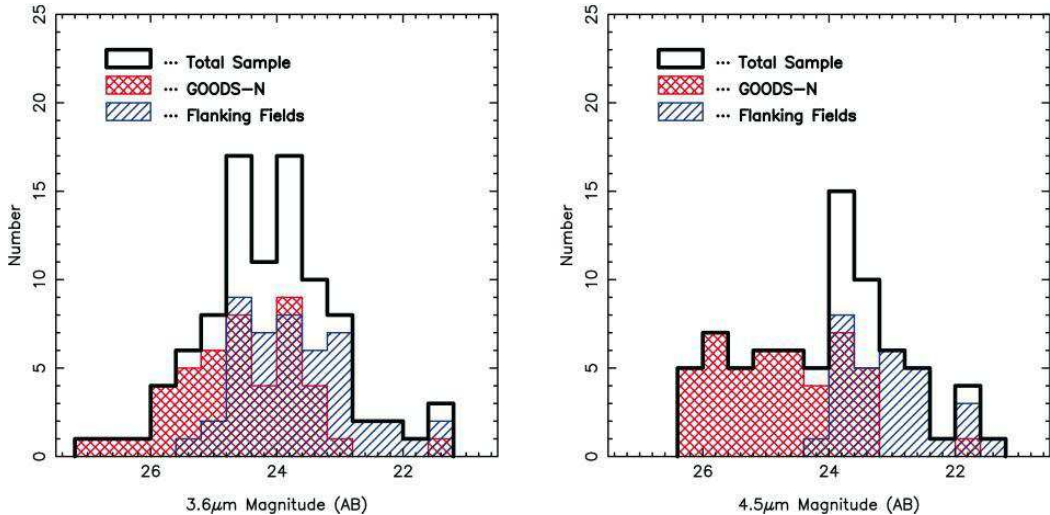 25
20
15
10
5
0
Number
··· Total Sample
··· GOODS-N
··· Flanking Fields
26
24
22
3.6μm Magnitude (AB)
25
20
15
10
5
0
Number
··· Total Sample
··· GOODS-N
··· Flanking Fields
26
24
22
4.5μm Magnitude (AB)